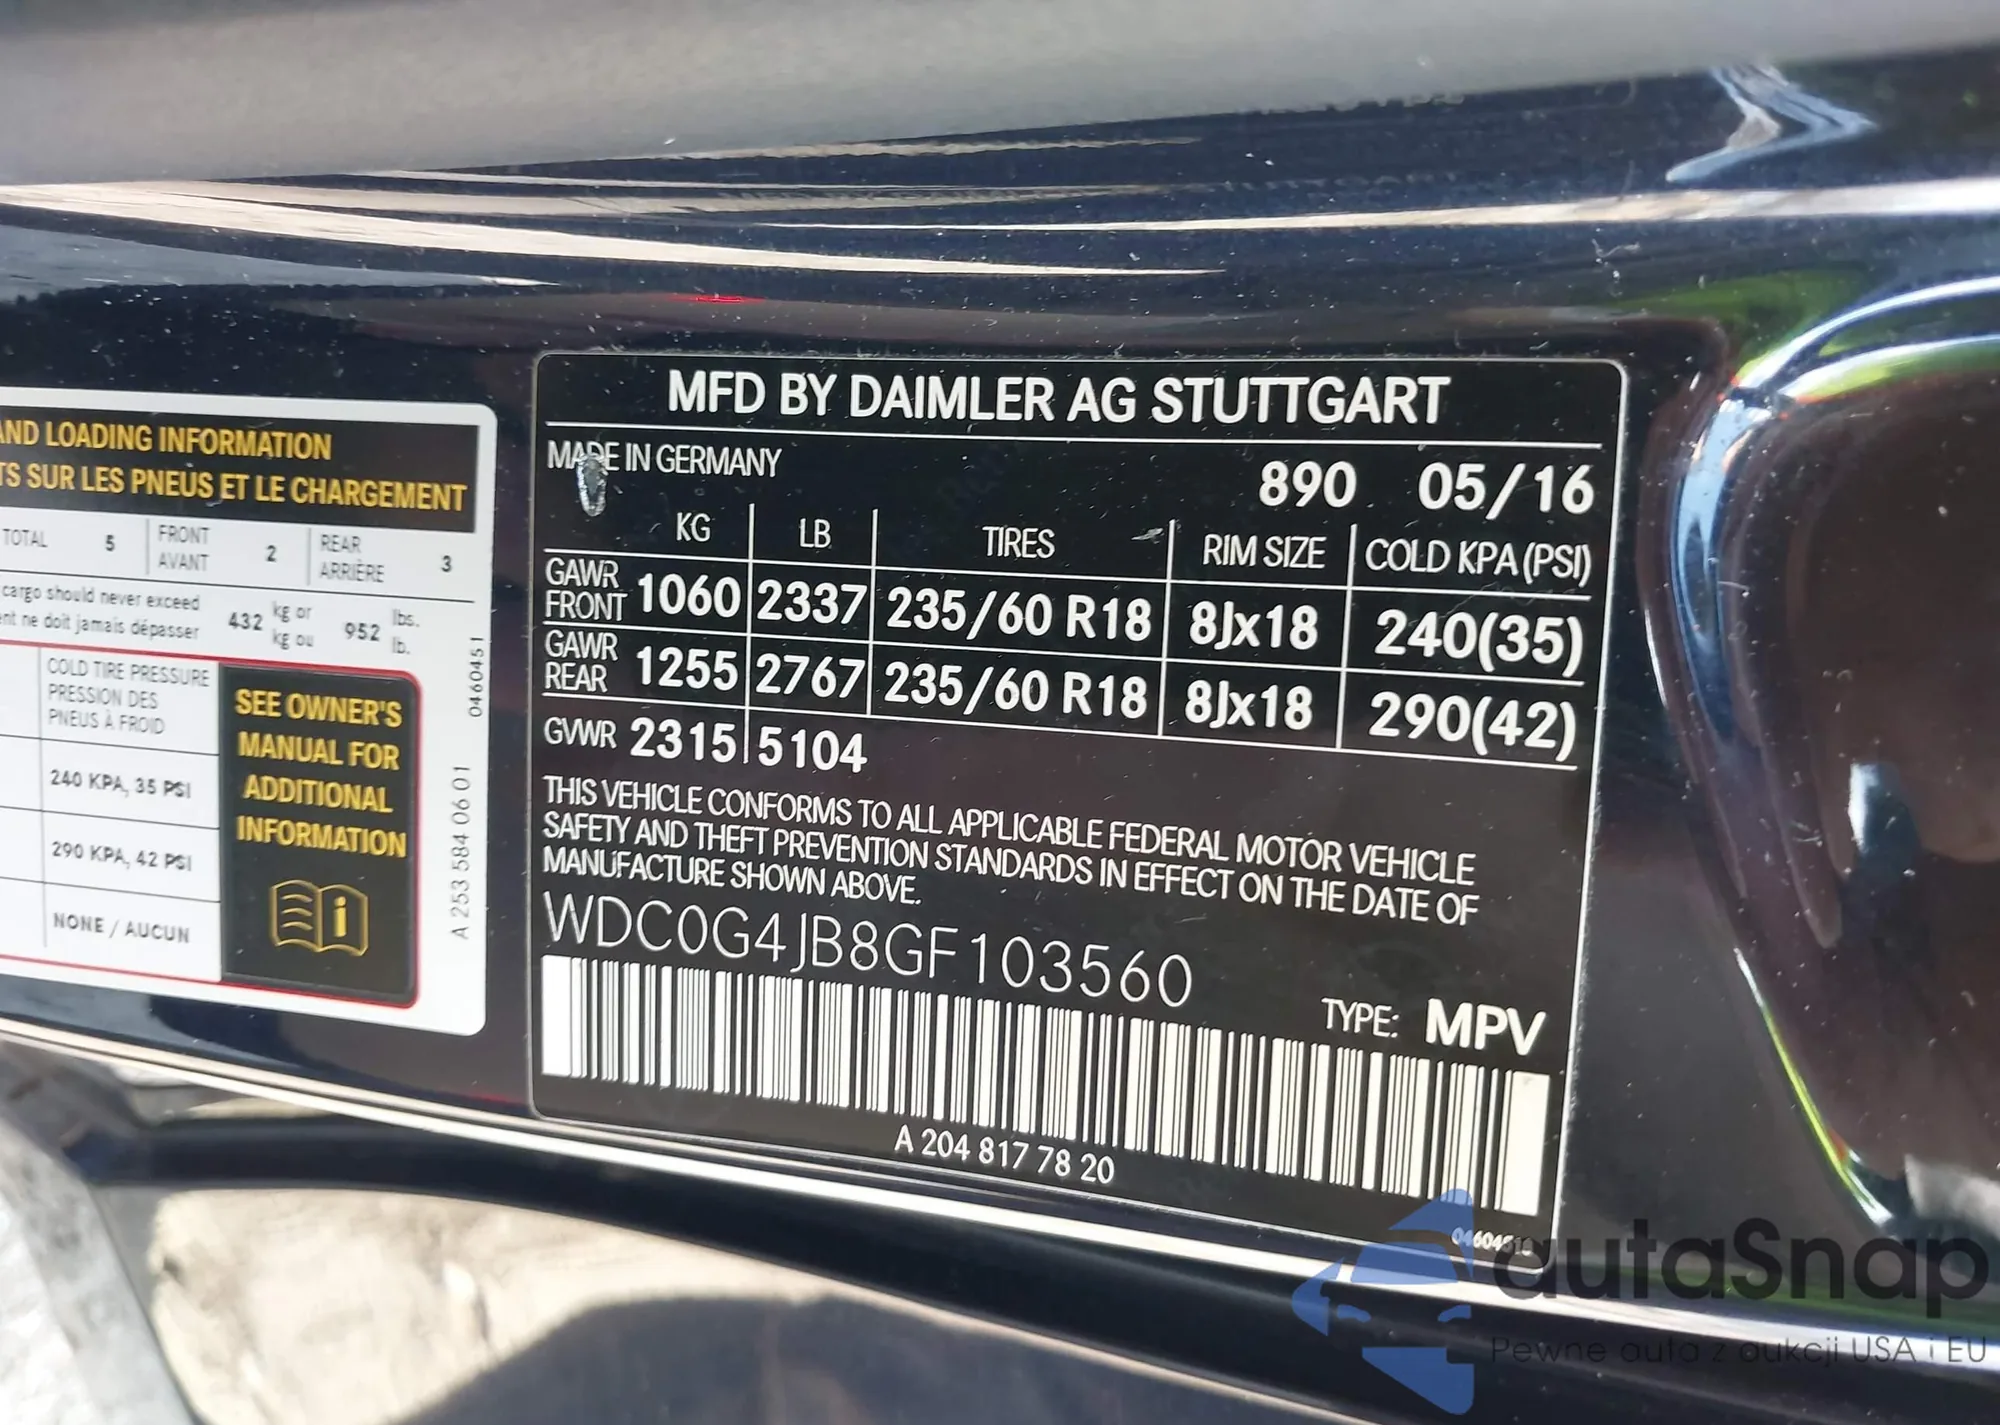 AND LOADING INFORMATION
TS SUR LES PNEUS ET LE CHARGEMENT
TOTAL 5 FRONT AVANT 2 REAR ARRIÈRE 3
cargo should never exceed 432 kg or 952 lbs.
ent ne doit jamais dépasser kg ou lb.
COLD TIRE PRESSURE
PRESSION DES
PNEUS À FROID
240 KPA, 35 PSI
290 KPA, 42 PSI
NONE / AUCUN
SEE OWNER'S
MANUAL FOR
ADDITIONAL
INFORMATION
A 253 584 06 01
0460451
MFD BY DAIMLER AG STUTTGART
MADE IN GERMANY
890 05/16
KG LB TIRES RIM SIZE COLD KPA(PSI)
GAWR FRONT 1060 2337 235/60 R18 8Jx18 240(35)
GAWR REAR 1255 2767 235/60 R18 8Jx18 290(42)
GVWR 2315 5104
THIS VEHICLE CONFORMS TO ALL APPLICABLE FEDERAL MOTOR VEHICLE
SAFETY AND THEFT PREVENTION STANDARDS IN EFFECT ON THE DATE OF
MANUFACTURE SHOWN ABOVE.
WDC0G4JB8GF103560
TYPE: MPV
A 204 817 78 20
autaSnap
Pewne auta z aukcji USA i EU